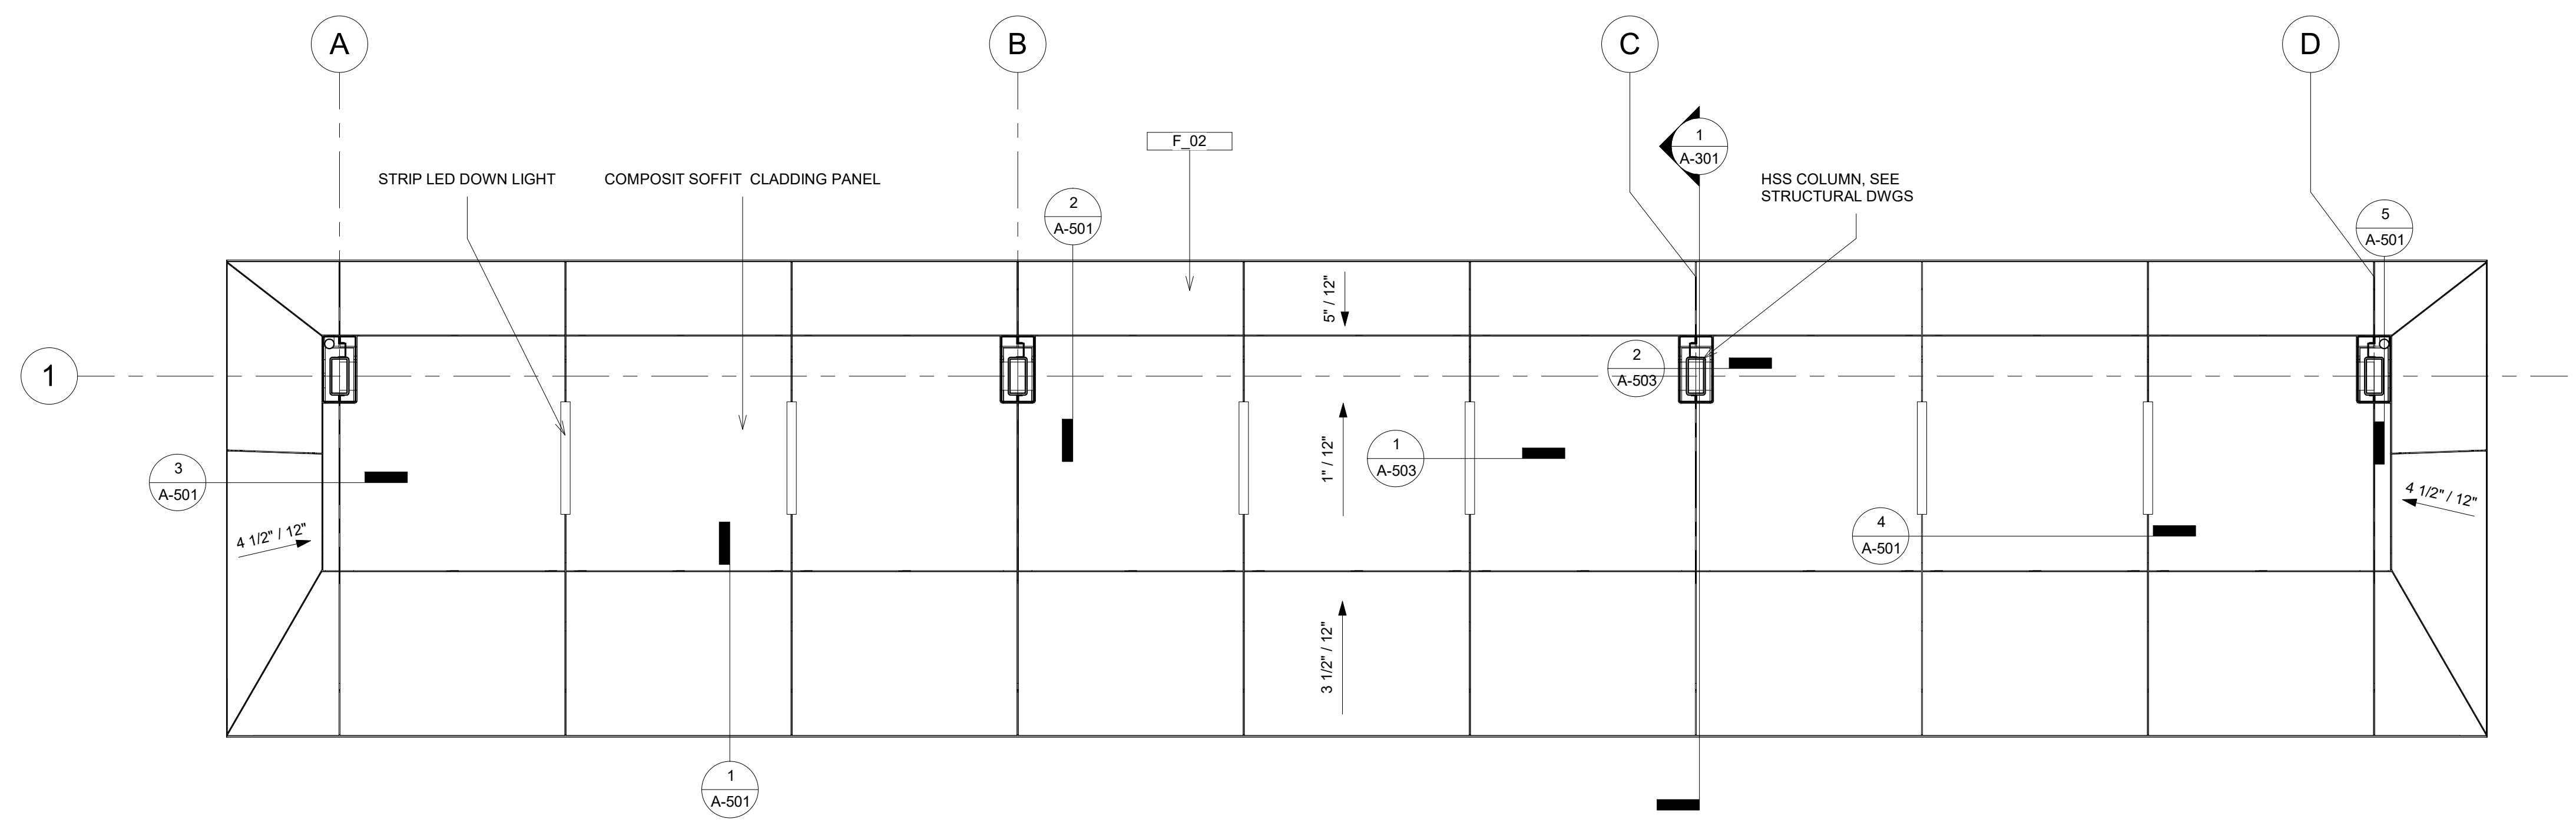 A
B
C
D
F_02
1
A-301
STRIP LED DOWN LIGHT
COMPOSIT SOFFIT  CLADDING PANEL
HSS COLUMN, SEE
STRUCTURAL DWGS
2
A-501
5
A-501
5" / 12"
1
2
A-503
1" / 12"
1
A-503
3
A-501
4 1/2" / 12"
4 1/2" / 12"
4
A-501
3 1/2" / 12"
1
A-501